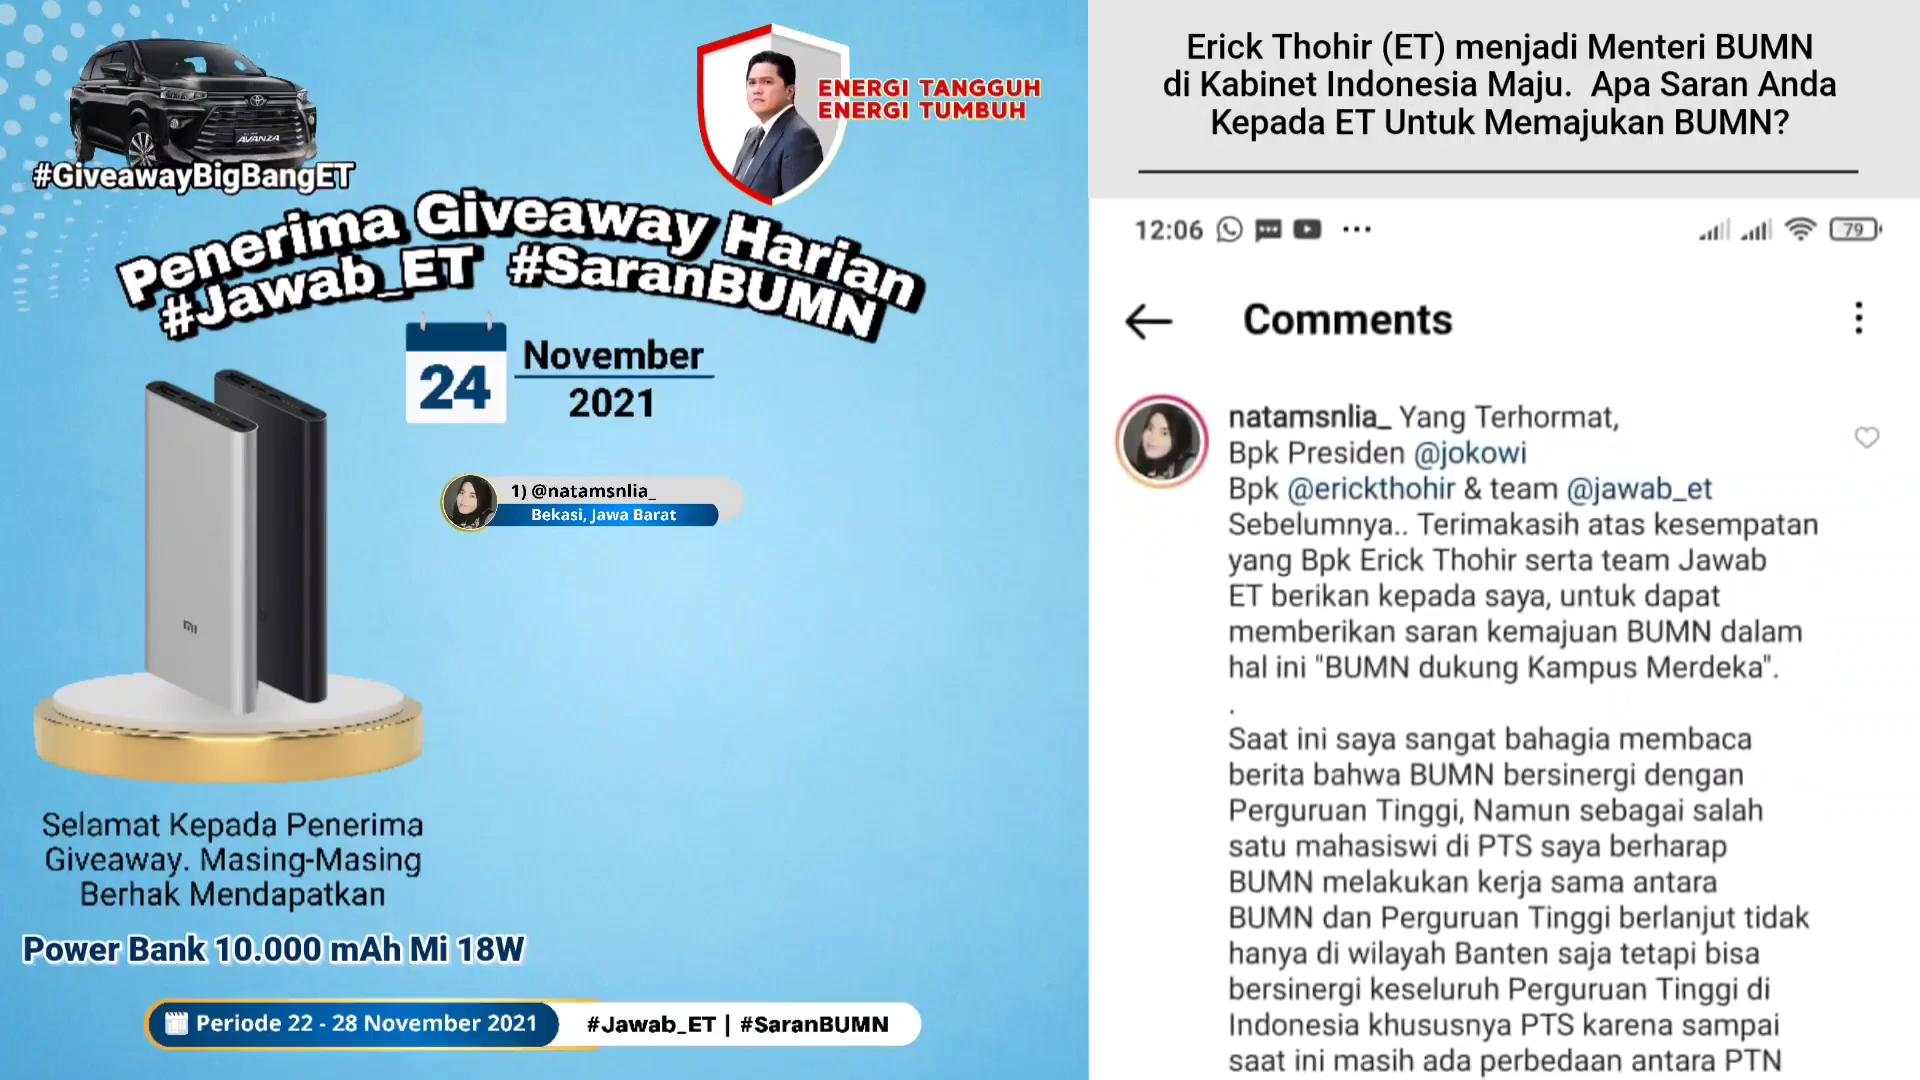 AVANZA
#GiveawayBigBangET
ENERGI TANGGUH
ENERGI TUMBUH
Penerima Giveaway Harian
#Jawab_ET #SaranBUMN
24
November
2021
1) @natamsnlia_
Bekasi, Jawa Barat
mi
Selamat Kepada Penerima
Giveaway. Masing-Masing
Berhak Mendapatkan
Power Bank 10.000 mAh Mi 18W
Periode 22 - 28 November 2021
#Jawab_ET | #SaranBUMN
Erick Thohir (ET) menjadi Menteri BUMN
di Kabinet Indonesia Maju. Apa Saran Anda
Kepada ET Untuk Memajukan BUMN?
12:06
79
Comments
natamsnlia_ Yang Terhormat,
Bpk Presiden @jokowi
Bpk @erickthohir & team @jawab_et
Sebelumnya.. Terimakasih atas kesempatan
yang Bpk Erick Thohir serta team Jawab
ET berikan kepada saya, untuk dapat
memberikan saran kemajuan BUMN dalam
hal ini "BUMN dukung Kampus Merdeka".
.
Saat ini saya sangat bahagia membaca
berita bahwa BUMN bersinergi dengan
Perguruan Tinggi, Namun sebagai salah
satu mahasiswi di PTS saya berharap
BUMN melakukan kerja sama antara
BUMN dan Perguruan Tinggi berlanjut tidak
hanya di wilayah Banten saja tetapi bisa
bersinergi keseluruh Perguruan Tinggi di
Indonesia khususnya PTS karena sampai
saat ini masih ada perbedaan antara PTN